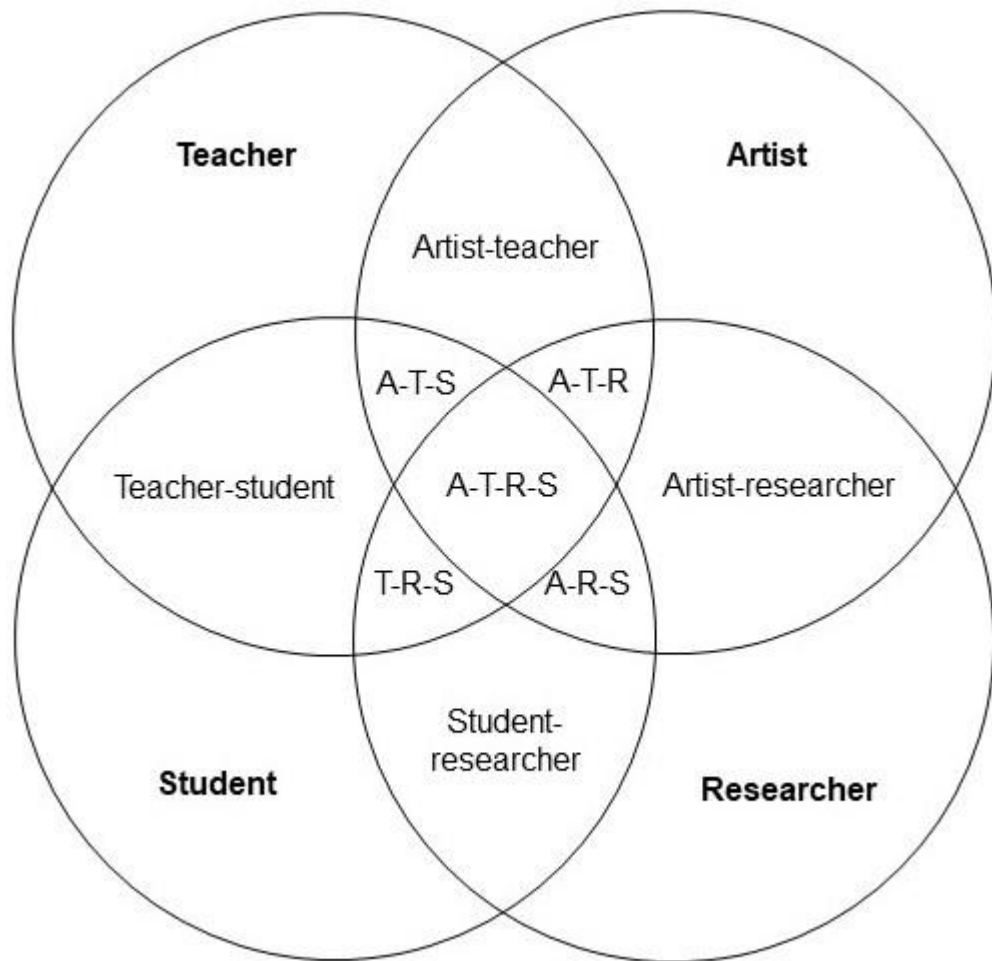 Teacher
Artist
Artist-teacher
A-T-S
A-T-R
Teacher-student
A-T-R-S
Artist-researcher
T-R-S
A-R-S
Student-
researcher
Student
Researcher